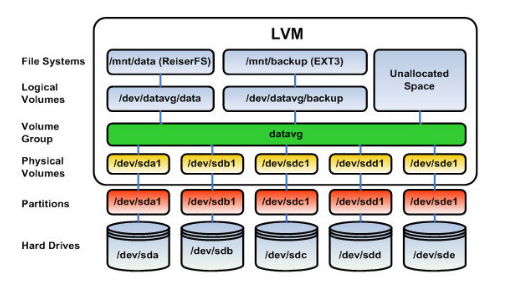 LVM
File Systems
/mnt/data (ReiserFS)
/mnt/backup (EXT3)
Unallocated
Space
Logical
Volumes
/dev/datavg/data
/dev/datavg/backup
Volume
Group
datavg
Physical
Volumes
/dev/sda1
/dev/sdb1
/dev/sdc1
/dev/sdd1
/dev/sde1
Partitions
/dev/sda1
/dev/sdb1
/dev/sdc1
/dev/sdd1
/dev/sde1
Hard Drives
/dev/sda
/dev/sdb
/dev/sdc
/dev/sdd
/dev/sde